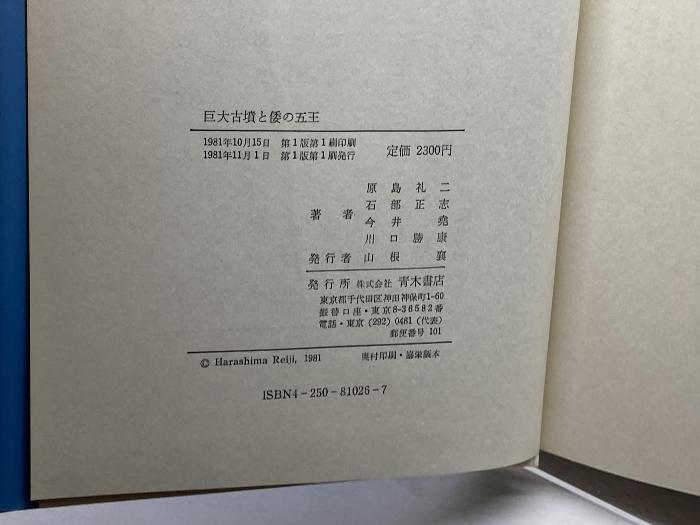 巨大古墳と倭の五王
1981年10月15日 第1版第1刷印刷
1981年11月1日 第1版第1刷発行
定価 2300円
著者
原島礼二
石部正志
今井堯
川口勝康
発行者 山根襄
発行所 株式会社 青木書店
東京都千代田区神田神保町1-60
振替口座・東京8-36582番
電話・東京(292)0481(代表)
郵便番号 101
© Harashima Reiji, 1981 奥村印刷・協栄製本
ISBN4-250-81026-7